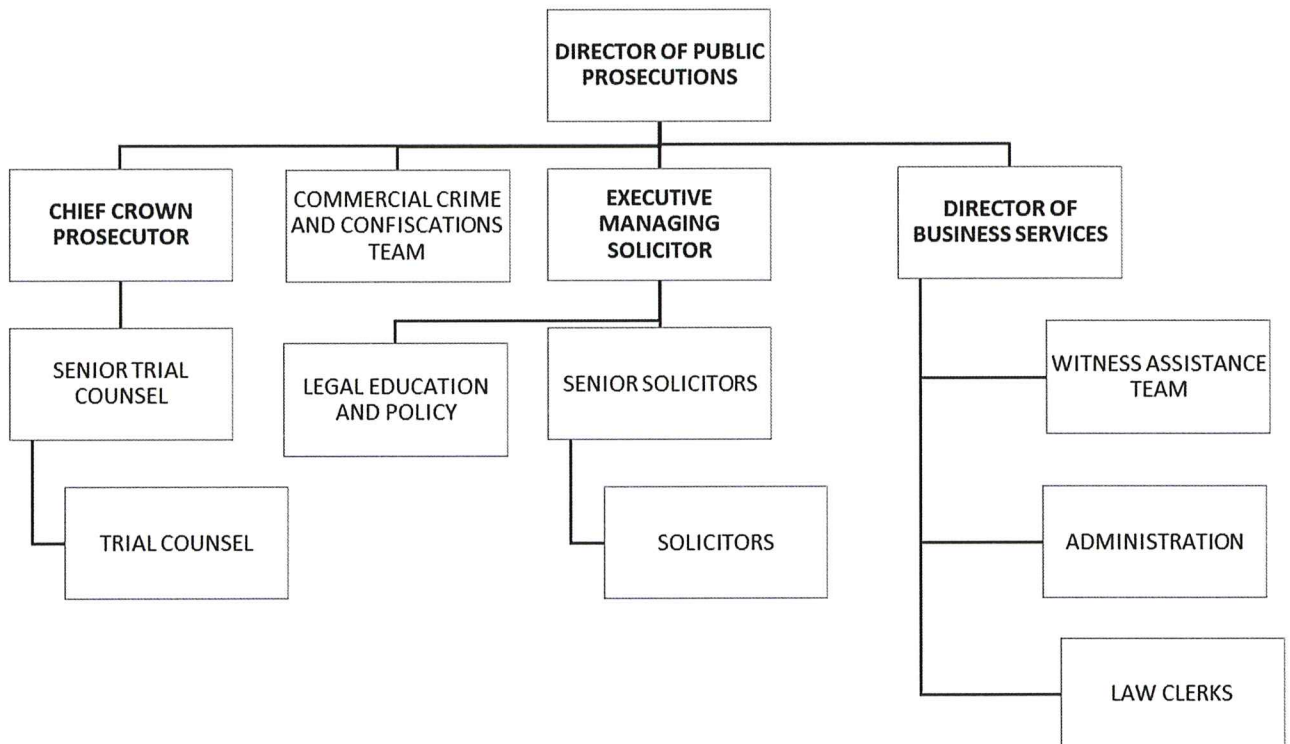 DIRECTOR OF PUBLIC
PROSECUTIONS
CHIEF CROWN
PROSECUTOR
COMMERCIAL CRIME
AND CONFISCATIONS
TEAM
EXECUTIVE
MANAGING
SOLICITOR
DIRECTOR OF
BUSINESS SERVICES
SENIOR TRIAL
COUNSEL
LEGAL EDUCATION
AND POLICY
SENIOR SOLICITORS
WITNESS ASSISTANCE
TEAM
TRIAL COUNSEL
SOLICITORS
ADMINISTRATION
LAW CLERKS